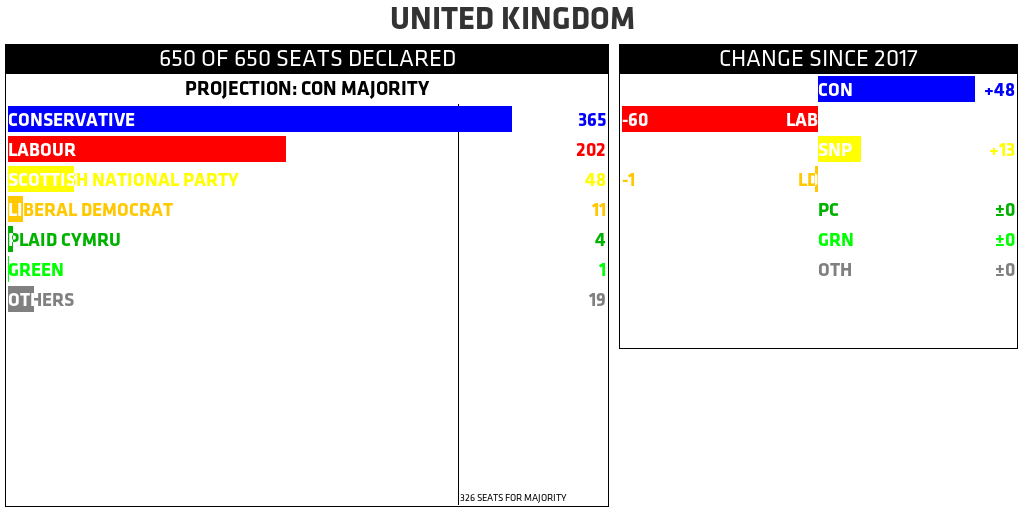 UNITED KINGDOM
650 OF 650 SEATS DECLARED
PROJECTION: CON MAJORITY
CONSERVATIVE 365
LABOUR 202
SCOTTISH NATIONAL PARTY 48
LIBERAL DEMOCRAT 11
PLAID CYMRU 4
GREEN 1
OTHERS 19
326 SEATS FOR MAJORITY
CHANGE SINCE 2017
CON +48
-60 LAB
SNP +13
-1 LD
PC ±0
GRN ±0
OTH ±0